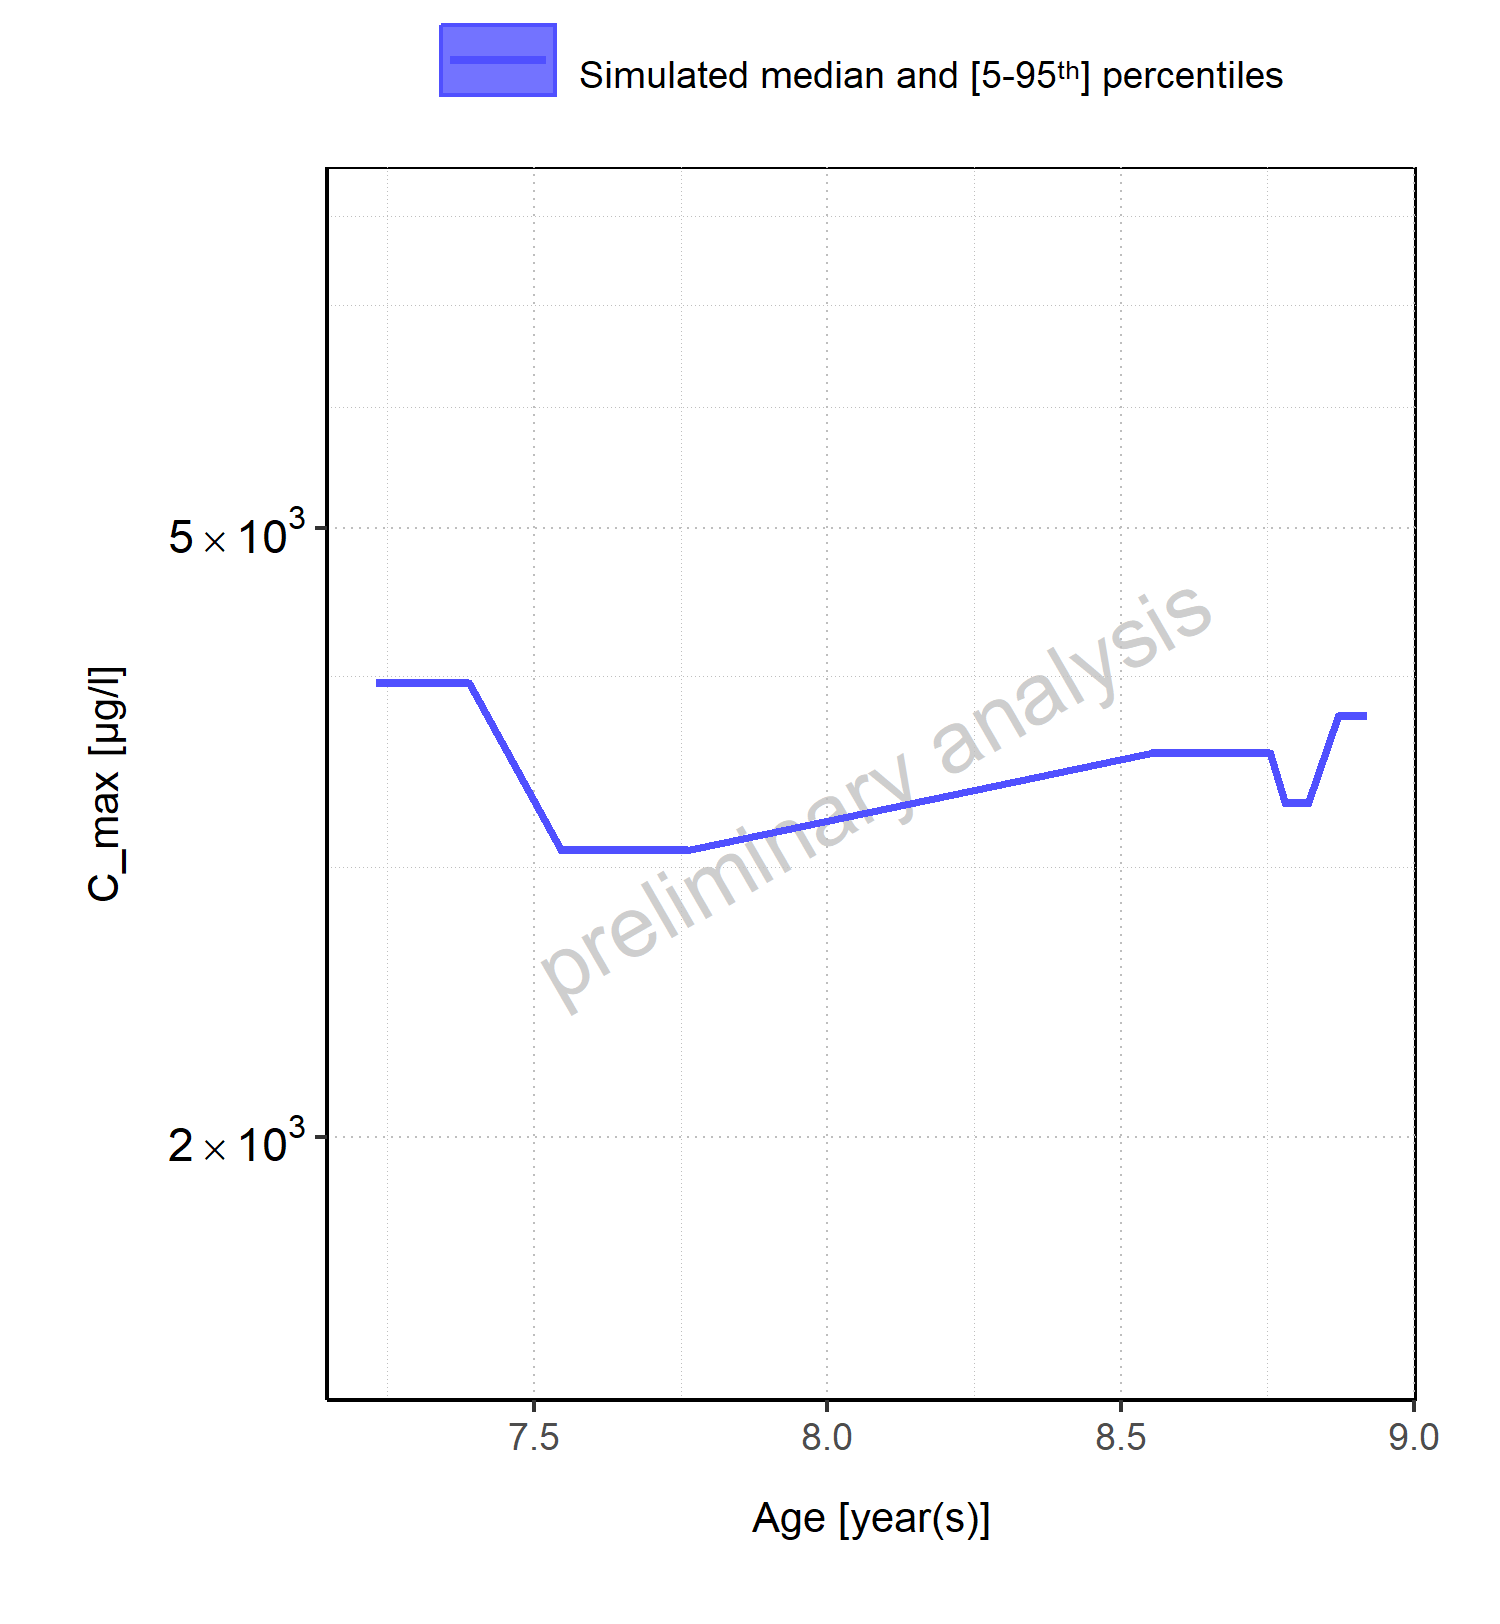 Simulated median and [5-95ᵗʰ] percentiles
5 × 10³
C_max [µg/l]
preliminary analysis
2 × 10³
7.5 8.0 8.5 9.0
Age [year(s)]